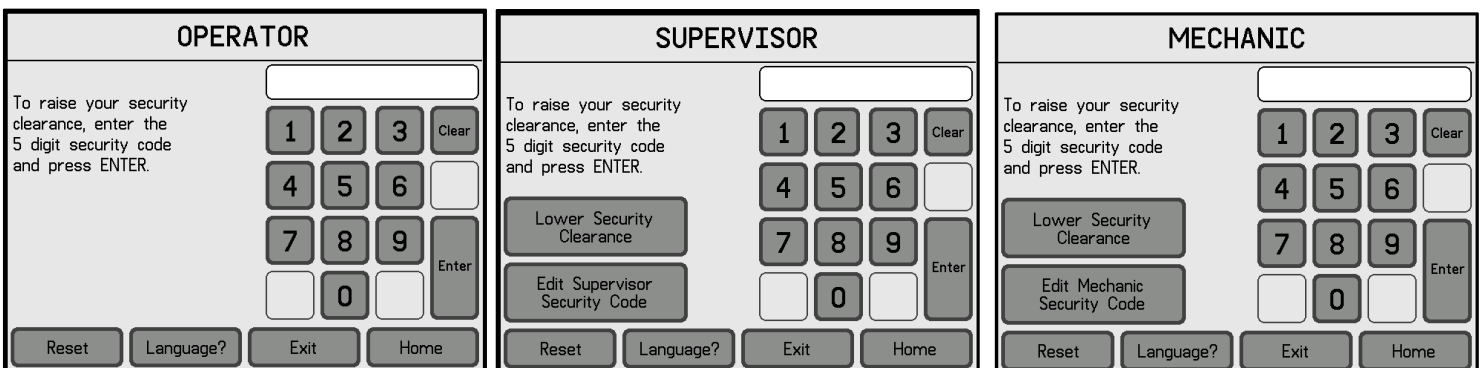 OPERATOR
To raise your security
clearance, enter the
5 digit security code
and press ENTER.
1 2 3 Clear
4 5 6
7 8 9
Enter
0
Reset Language? Exit Home
SUPERVISOR
To raise your security
clearance, enter the
5 digit security code
and press ENTER.
Lower Security
Clearance
Edit Supervisor
Security Code
1 2 3 Clear
4 5 6
7 8 9
Enter
0
Reset Language? Exit Home
MECHANIC
To raise your security
clearance, enter the
5 digit security code
and press ENTER.
Lower Security
Clearance
Edit Mechanic
Security Code
1 2 3 Clear
4 5 6
7 8 9
Enter
0
Reset Language? Exit Home